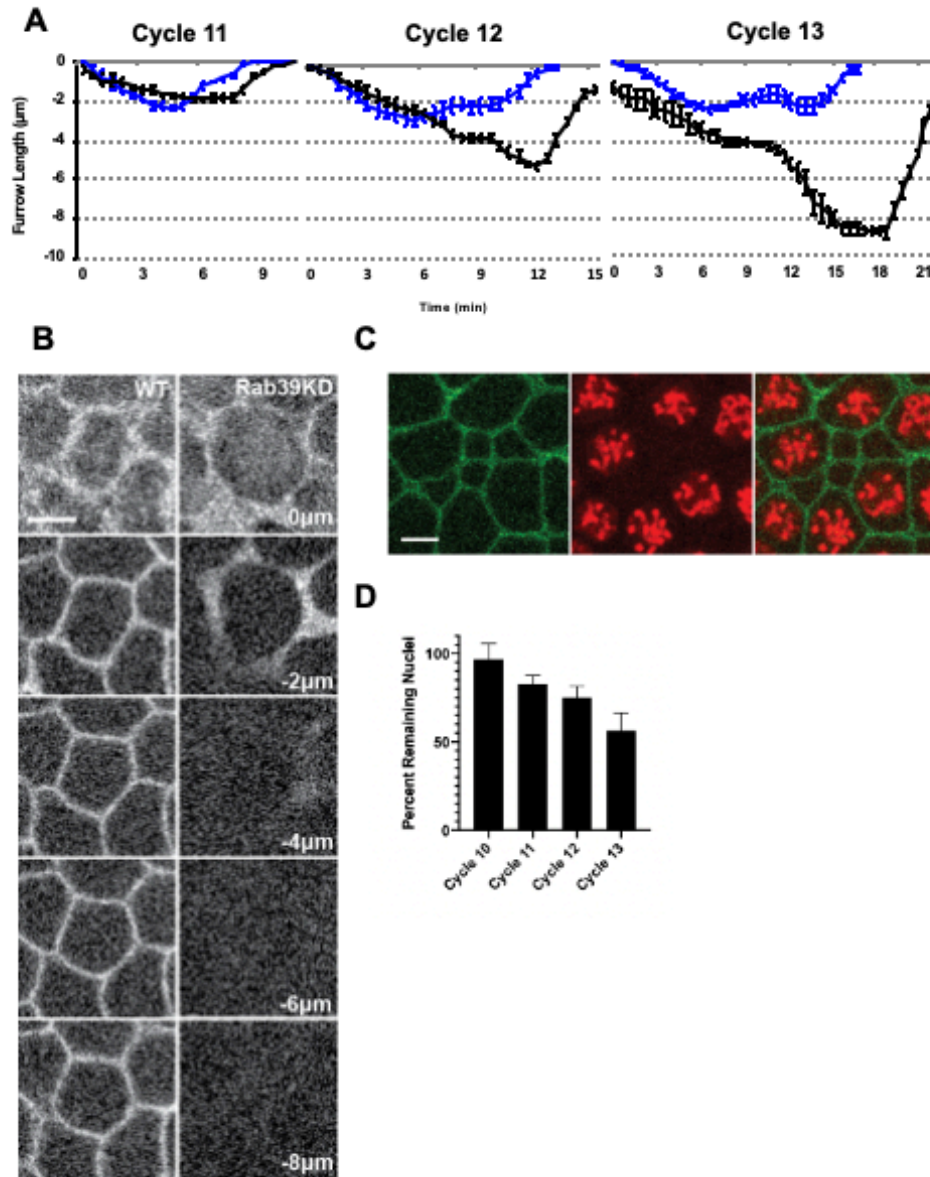 A
Cycle 11 Cycle 12 Cycle 13
Furrow Length (µm)
0
-2
-4
-6
-8
-10
0 3 6 9 0 3 6 9 12 15 0 3 6 9 12 15 18 21
Time (min)
B
WT Rab39KD
0µm
-2µm
-4µm
-6µm
-8µm
C
D
Percent Remaining Nuclei
100
50
0
Cycle 10 Cycle 11 Cycle 12 Cycle 13